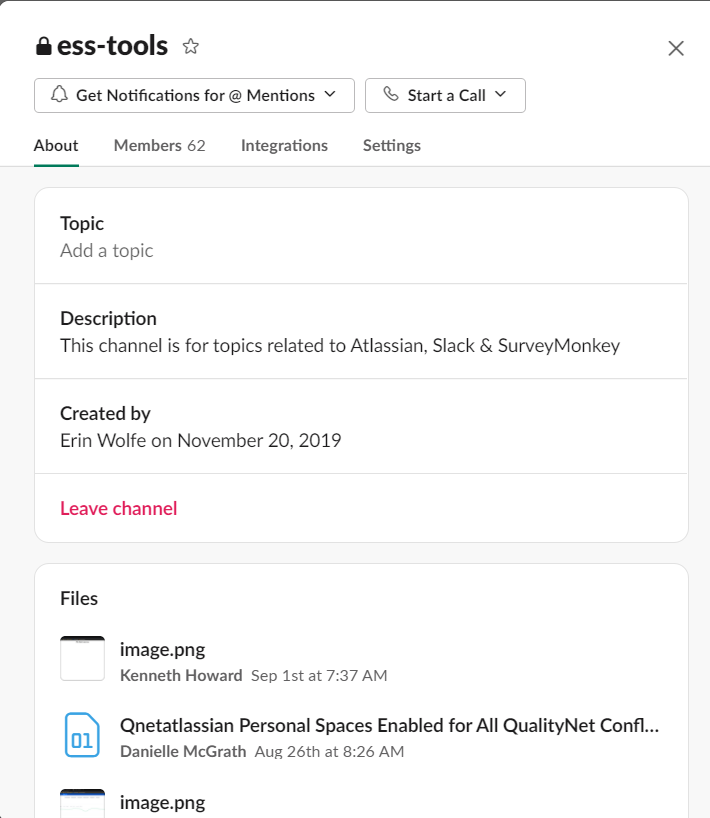 ess-tools
Get Notifications for @ Mentions
Start a Call
About
Members 62
Integrations
Settings
Topic
Add a topic
Description
This channel is for topics related to Atlassian, Slack & SurveyMonkey
Created by
Erin Wolfe on November 20, 2019
Leave channel
Files
image.png
Kenneth Howard Sep 1st at 7:37 AM
01
Qnetatlassian Personal Spaces Enabled for All QualityNet Confl...
Danielle McGrath Aug 26th at 8:26 AM
image.png